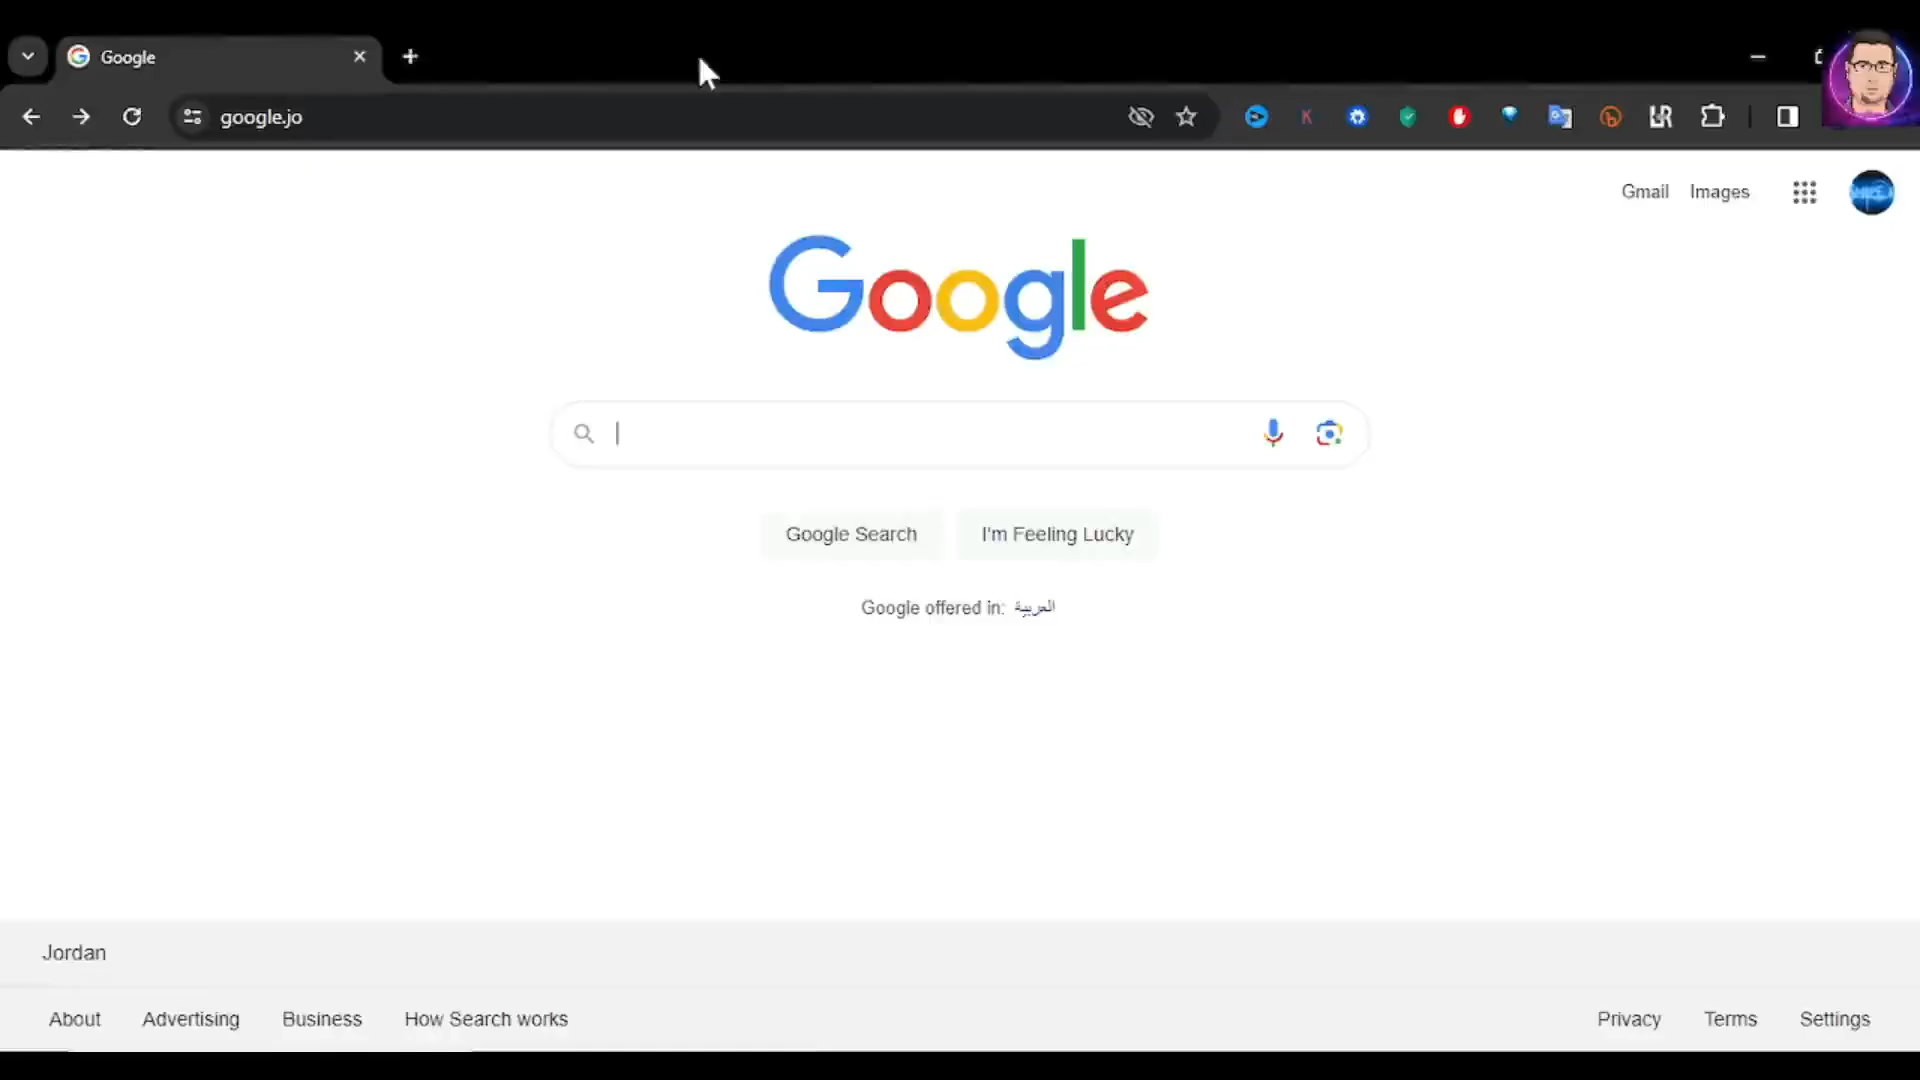 Google
google.jo
Gmail Images
Google
Google Search I'm Feeling Lucky
Google offered in: العربية
Jordan
About Advertising Business How Search works Privacy Terms Settings